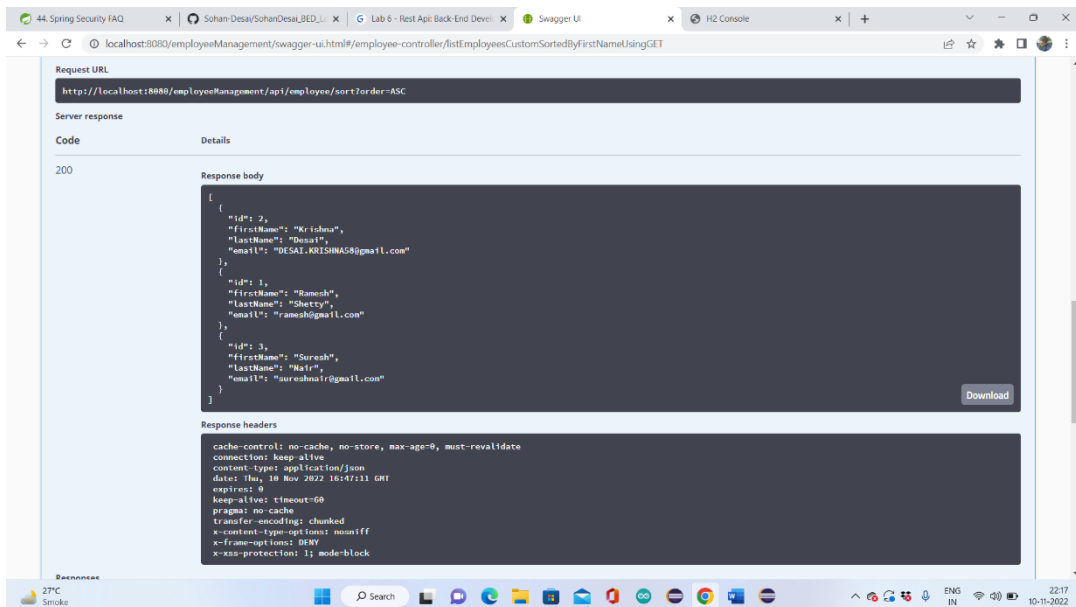 44. Spring Security FAQ
Sohan-Desai/SohanDesai_BED_La
Lab 6 - Rest Api: Back-End Devel
Swagger UI
H2 Console
localhost:8080/employeeManagement/swagger-ui.html#/employee-controller/listEmployeesCustomSortedByFirstNameUsingGET
Request URL
http://localhost:8080/employeeManagement/api/employee/sort?order=ASC
Server response
Code Details
200
Response body
[
{
"id": 2,
"firstName": "Krishna",
"lastName": "Desai",
"email": "DESAI.KRISHNA58@gmail.com"
},
{
"id": 1,
"firstName": "Ramesh",
"lastName": "Shetty",
"email": "ramesh@gmail.com"
},
{
"id": 3,
"firstName": "Suresh",
"lastName": "Nair",
"email": "sureshnair@gmail.com"
}
]
Download
Response headers
cache-control: no-cache, no-store, max-age=0, must-revalidate
connection: keep-alive
content-type: application/json
date: Thu, 10 Nov 2022 16:47:11 GMT
expires: 0
keep-alive: timeout=60
pragma: no-cache
transfer-encoding: chunked
x-content-type-options: nosniff
x-frame-options: DENY
x-xss-protection: 1; mode=block
Responses
27°C
Smoke
Search
ENG
IN
22:17
10-11-2022